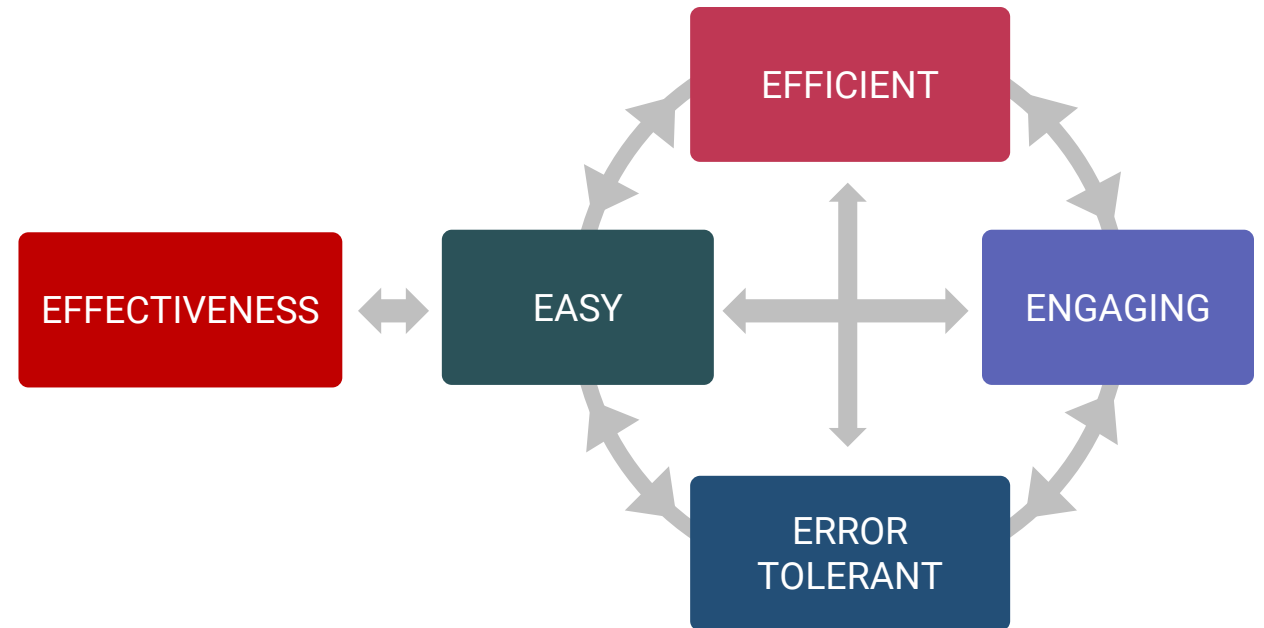 EFFICIENT
EFFECTIVENESS
EASY
ENGAGING
ERROR
TOLERANT